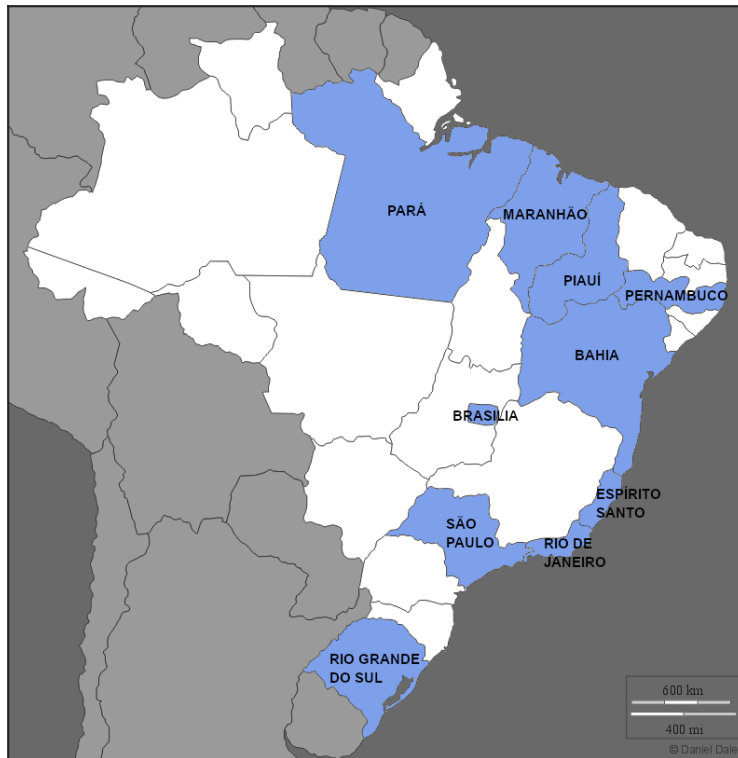 PARÁ
MARANHÃO
PIAUÍ
PERNAMBUCO
BAHIA
BRASILIA
ESPÍRITO
SANTO
SÃO
PAULO
RIO DE
JANEIRO
RIO GRANDE
DO SUL
600 km
400 mi
© Daniel Dale